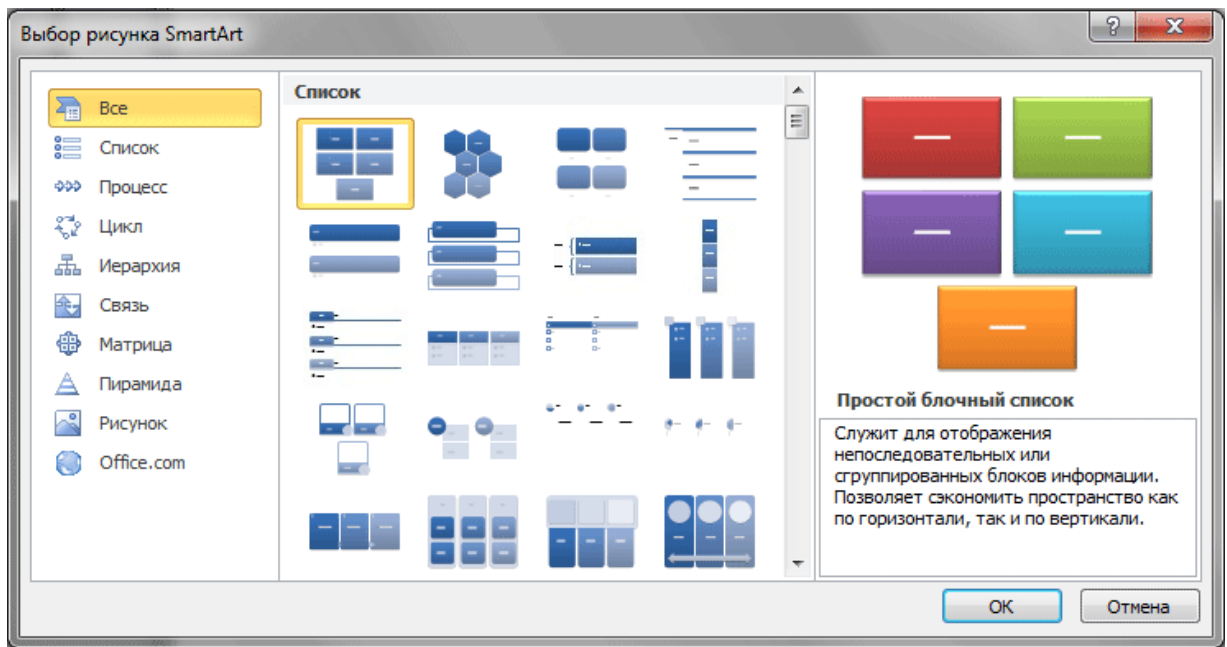 Выбор рисунка SmartArt
Все
Список
Процесс
Цикл
Иерархия
Связь
Матрица
Пирамида
Рисунок
Office.com
Список
Простой блочный список
Служит для отображения
непоследовательных или
сгруппированных блоков информации.
Позволяет сэкономить пространство как
по горизонтали, так и по вертикали.
ОК
Отмена